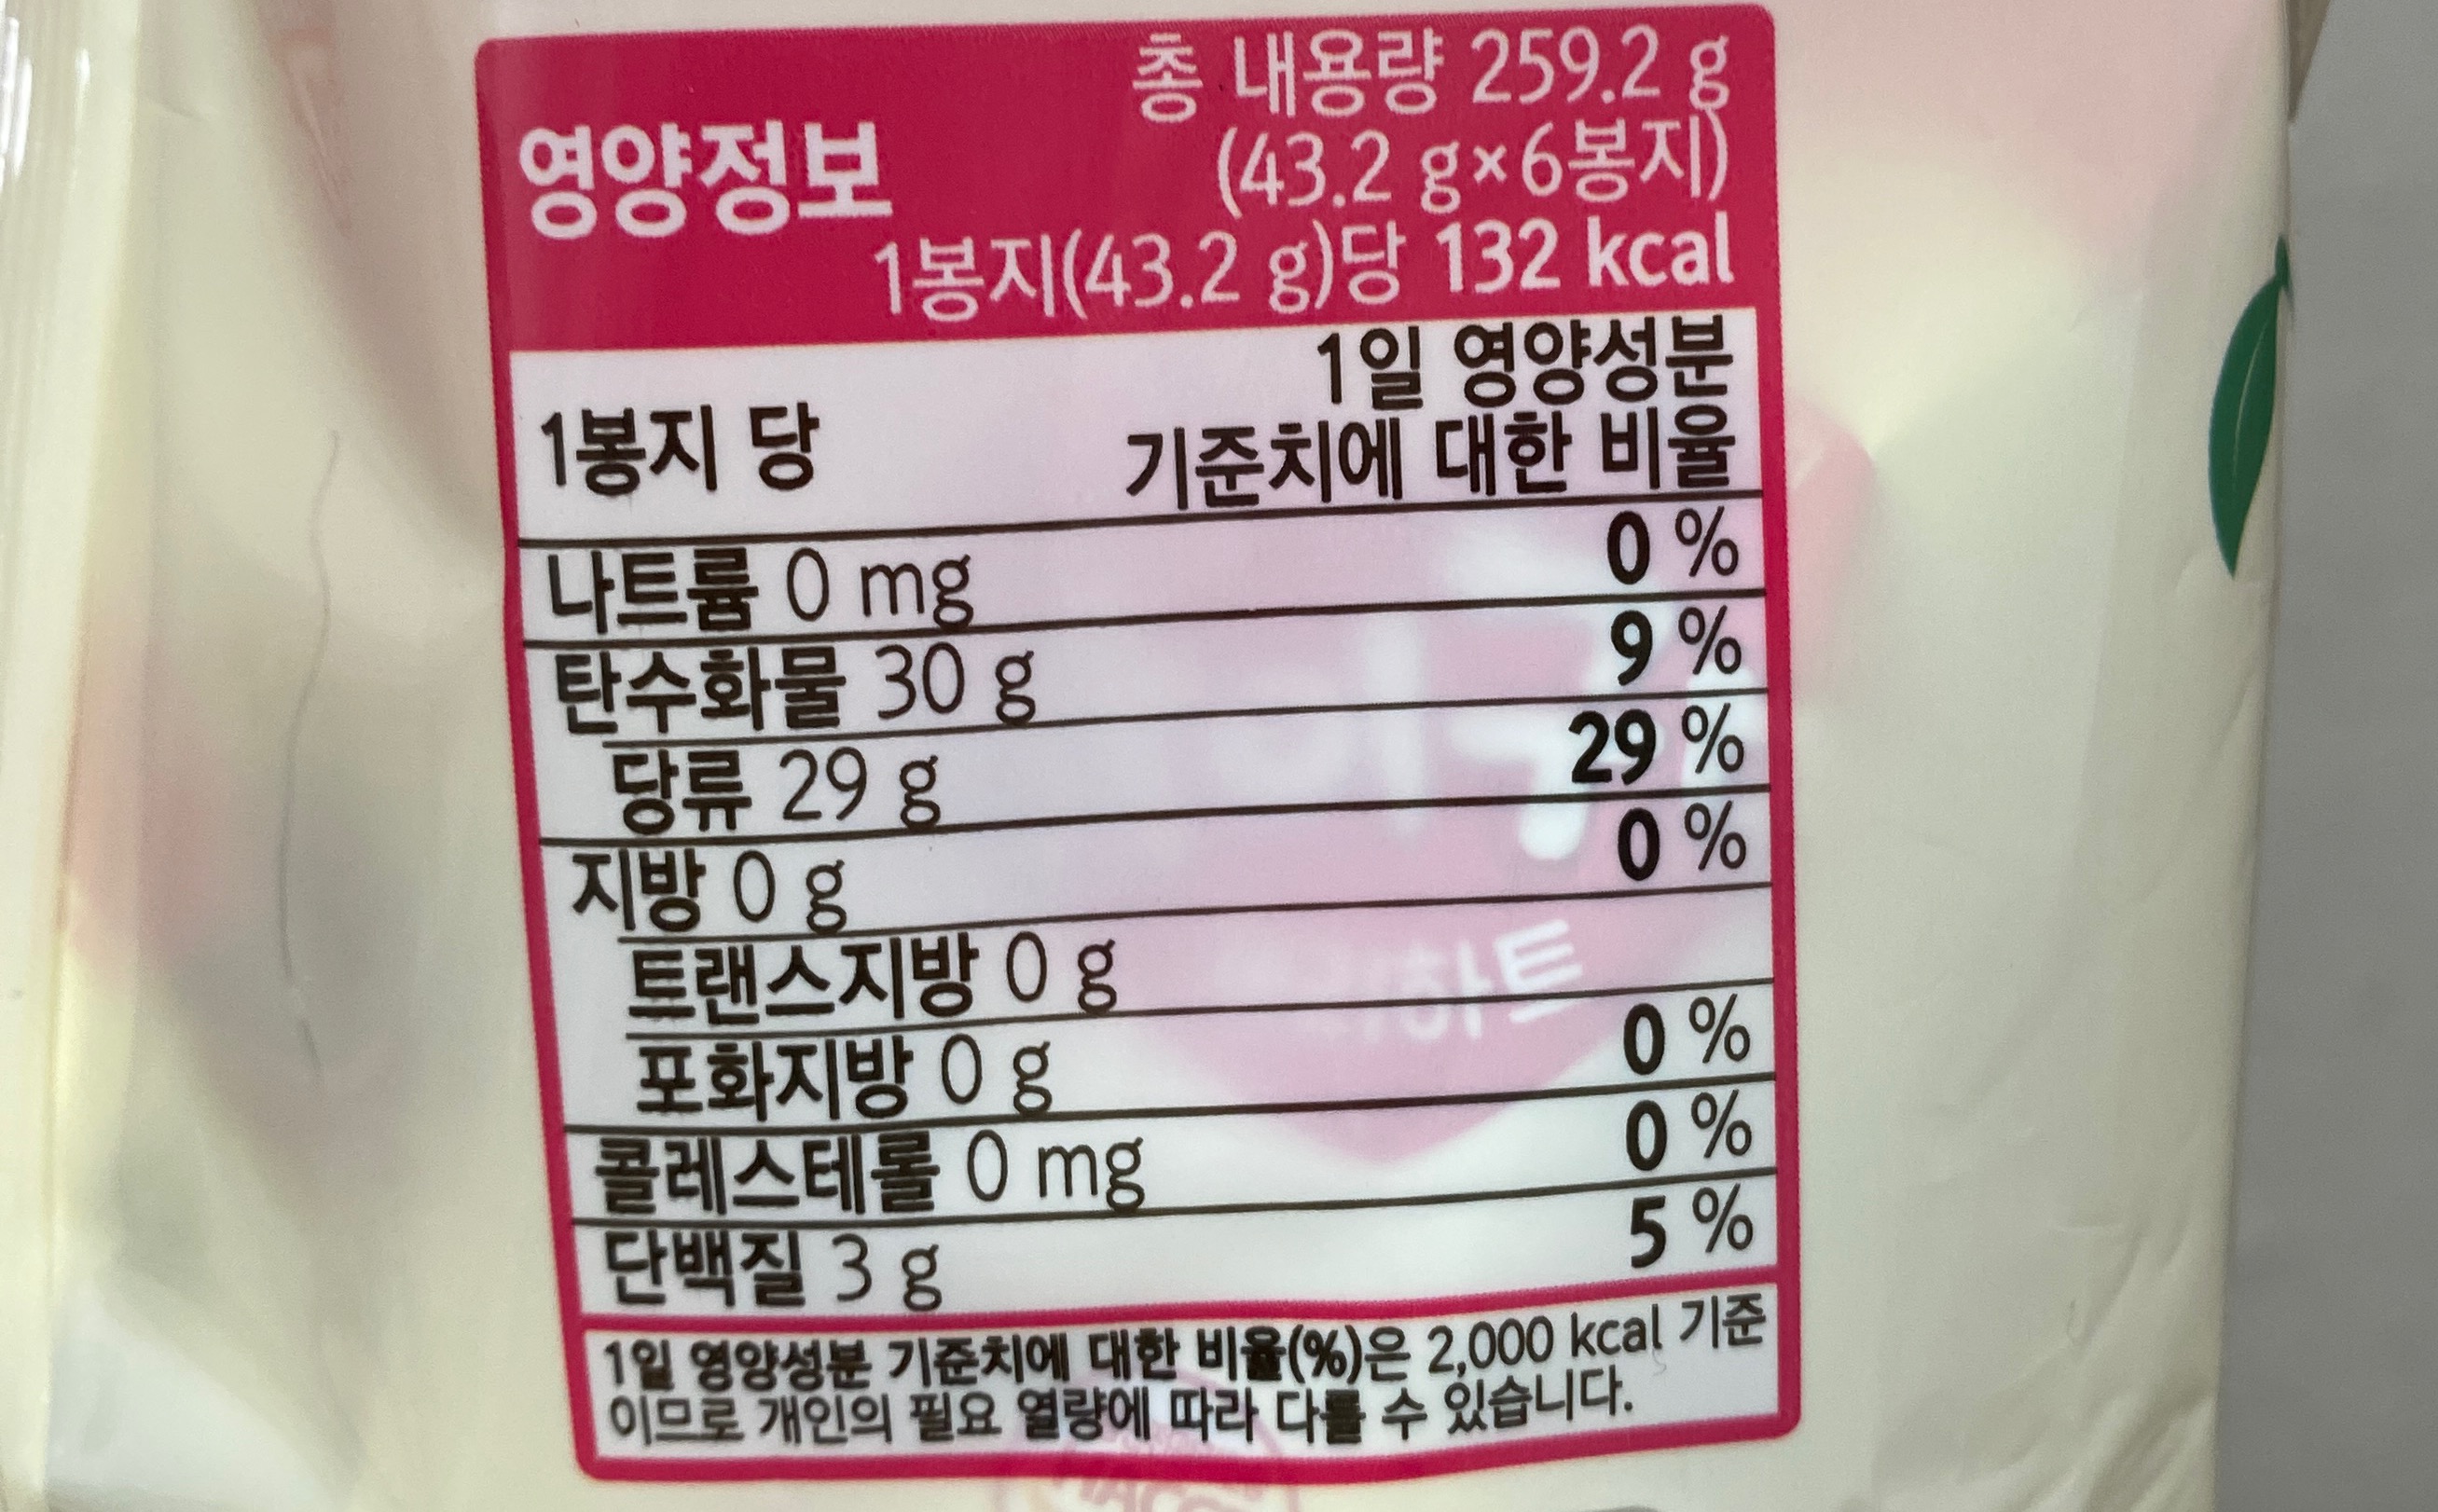 영양정보
총 내용량 259.2 g
(43.2 g×6봉지)
1봉지(43.2 g)당 132 kcal
1봉지 당 1일 영양성분
기준치에 대한 비율
나트륨 0 mg 0 %
탄수화물 30 g 9 %
당류 29 g 29 %
지방 0 g 0 %
트랜스지방 0 g
포화지방 0 g 0 %
콜레스테롤 0 mg 0 %
단백질 3 g 5 %
1일 영양성분 기준치에 대한 비율(%)은 2,000 kcal 기준
이므로 개인의 필요 열량에 따라 다를 수 있습니다.
하트